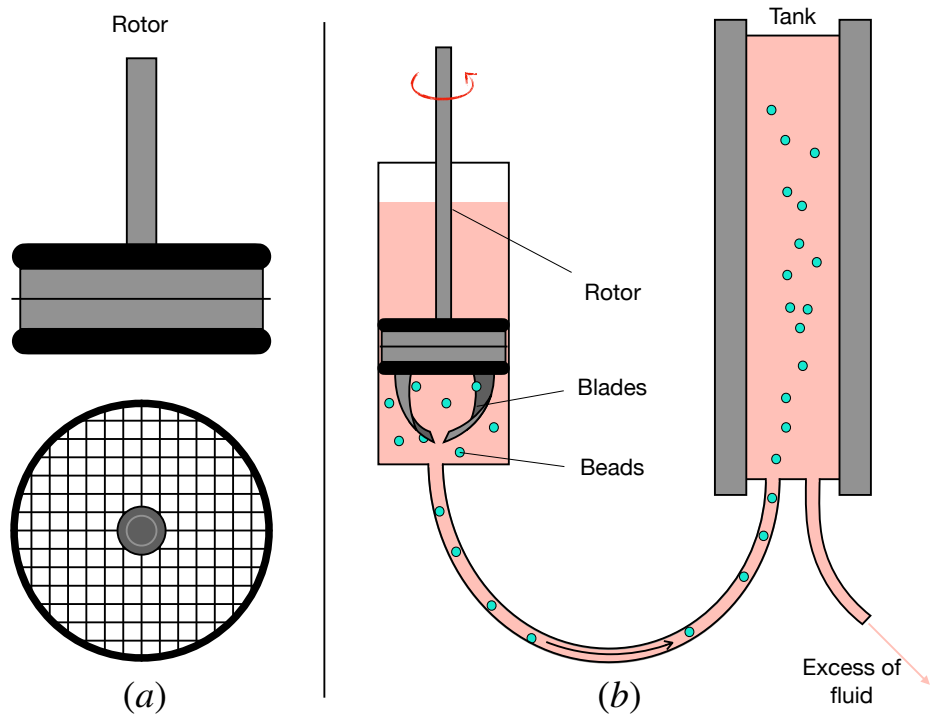 Rotor
Tank
Rotor
Blades
Beads
Excess of
fluid
(a)
(b)